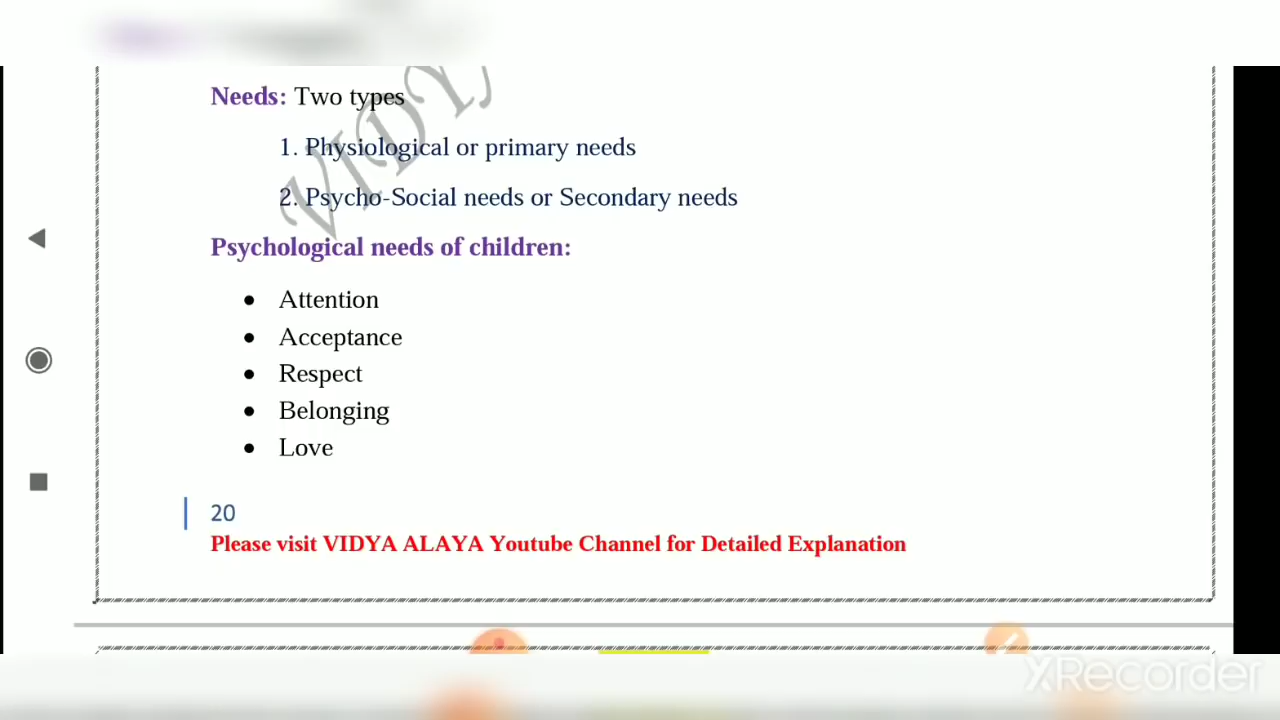 Needs: Two types
1. Physiological or primary needs
2. Psycho-Social needs or Secondary needs
Psychological needs of children:
• Attention
• Acceptance
• Respect
• Belonging
• Love
20
Please visit VIDYA ALAYA Youtube Channel for Detailed Explanation
VIDY
XRecorder